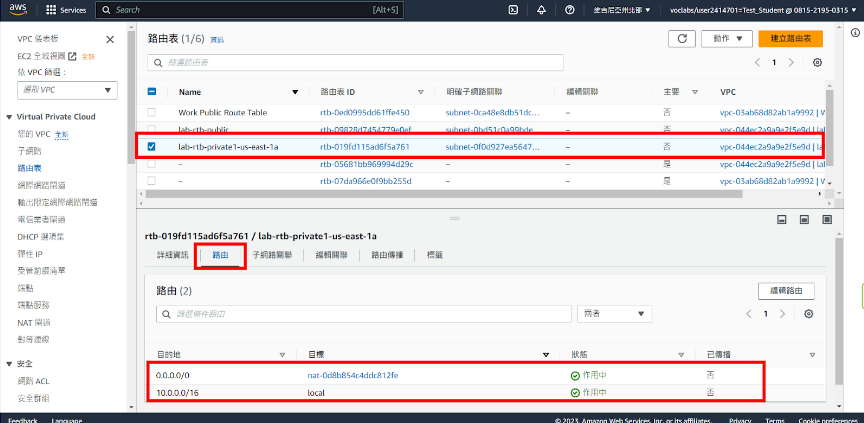 aws Services Search [Alt+S] 維吉尼亞州北部 voclabs/user2414701=Test_Student @ 0815-2195-0315
VPC 儀表板
EC2 全域視圖 全新
依 VPC 篩選：
選取 VPC
Virtual Private Cloud
您的 VPC 全新
子網路
路由表
網際網路閘道
輸出限定網際網路閘道
電信業者閘道
DHCP 選項集
彈性 IP
受管前綴清單
端點
端點服務
NAT 閘道
對等連線
安全
網路 ACL
安全群組
路由表 (1/6) 資訊
動作
建立路由表
篩選路由表
1
Name 路由表 ID 明確子網路關聯 編輯關聯 主要 VPC
Work Public Route Table rtb-0ed0995dd61ffe450 subnet-0ca48e8db51dc... – 否 vpc-03ab68d82ab1a9992 | W
lab-rtb-public rtb-09828d7454779e0ef subnet-0bd51c0a99bde... – 否 vpc-044ec2a9a9e2f5e9d | lab
lab-rtb-private1-us-east-1a rtb-019fd115ad6f5a761 subnet-0f0d927ea5647... – 否 vpc-044ec2a9a9e2f5e9d | lab
– rtb-05681bb969994d29c – – 是 vpc-044ec2a9a9e2f5e9d | lab
– rtb-07da966e0f9bb255d – – 是 vpc-03ab68d82ab1a9992 | W
rtb-019fd115ad6f5a761 / lab-rtb-private1-us-east-1a
詳細資訊 路由 子網路關聯 編輯關聯 路由傳播 標籤
路由 (2)
編輯路由
篩選條件路由
兩者
1
目的地 目標 狀態 已傳播
0.0.0.0/0 nat-0d8b854c4ddc812fe 作用中 否
10.0.0.0/16 local 作用中 否
Feedback Language © 2023, Amazon Web Services, Inc. or its affiliates. Privacy Terms Cookie preferences